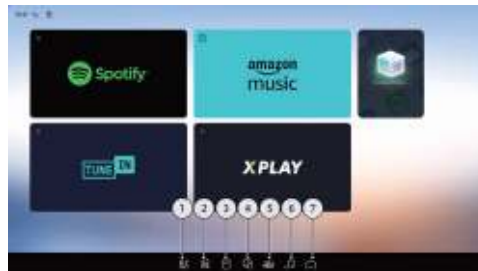 Spotify
amazon
music
TUNE IN
XPLAY
1 2 3 4 5 6 7